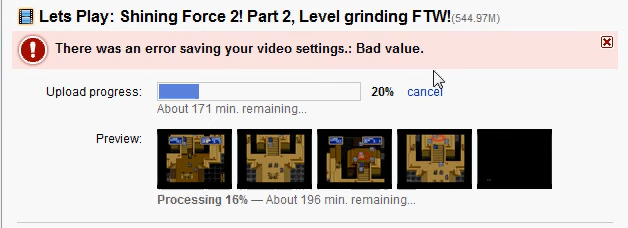 Lets Play: Shining Force 2! Part 2, Level grinding FTW!(544.97M)
There was an error saving your video settings.: Bad value.
Upload progress: 20% cancel
About 171 min. remaining...
Preview:
Processing 16% — About 196 min. remaining...